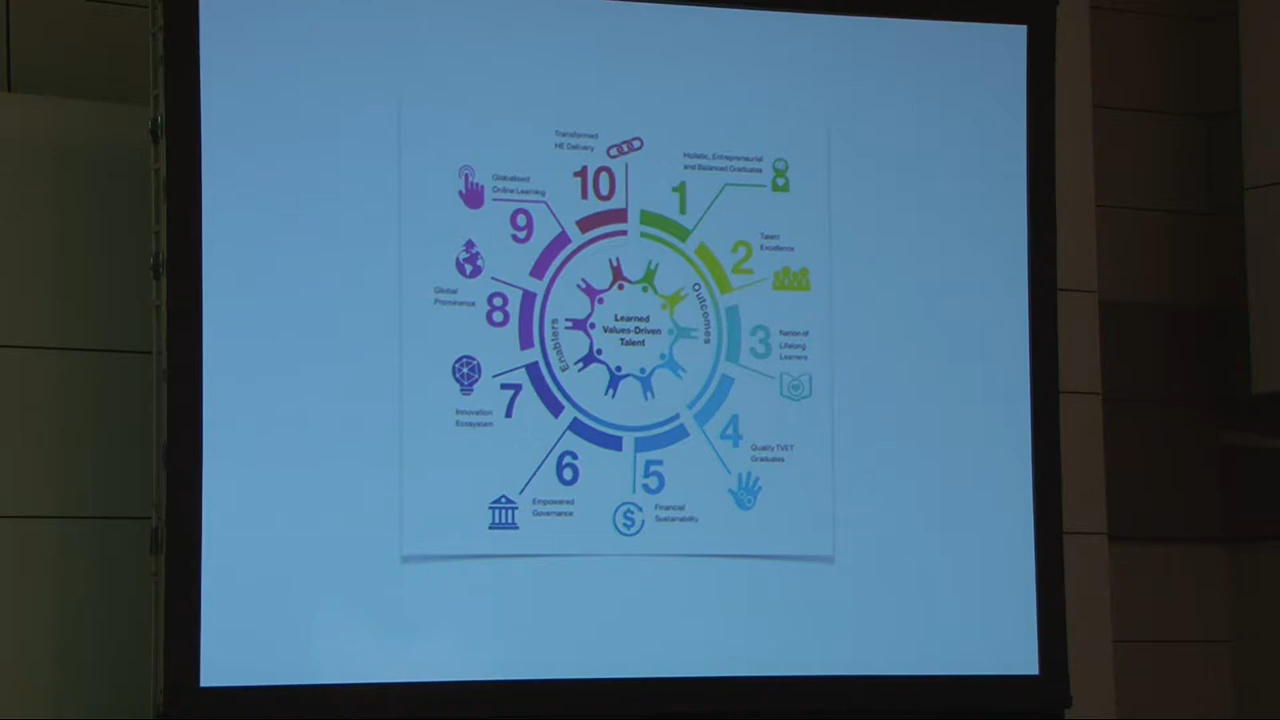 Transformed
HE Delivery
10
Holistic, Entrepreneurial
and Balanced Graduates
1
Talent
Excellence
2
Nation of
Lifelong
Learners
3
Quality TVET
Graduates
4
Financial
Sustainability
5
$
Empowered
Governance
6
Innovation
Ecosystem
7
Global
Prominence
8
Globalised
Online Learning
9
Enablers
Outcomes
Learned
Values-Driven
Talent